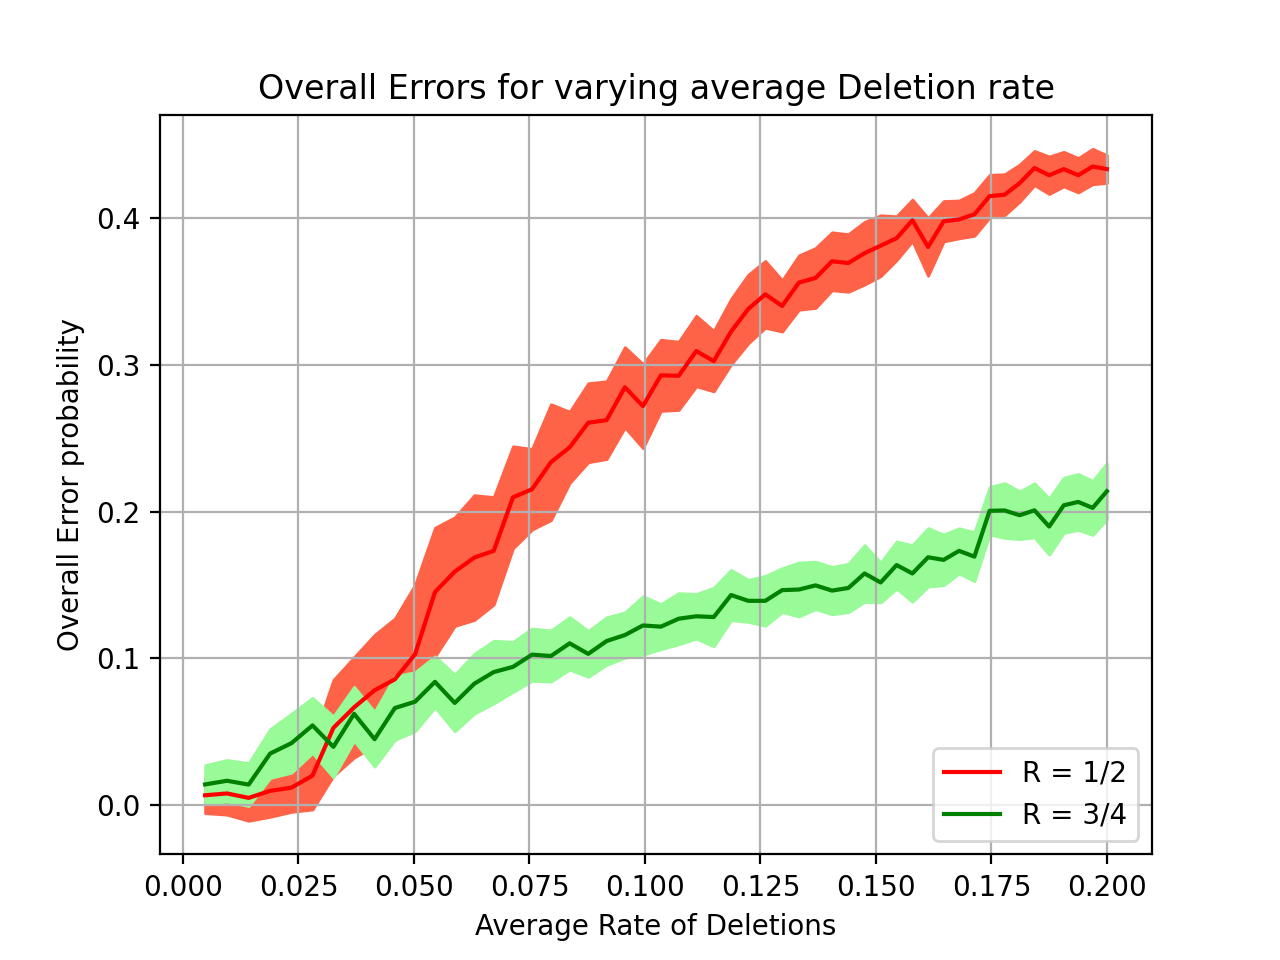 Overall Errors for varying average Deletion rate
Overall Error probability
0.4
0.3
0.2
0.1
0.0
R = 1/2
R = 3/4
0.000 0.025 0.050 0.075 0.100 0.125 0.150 0.175 0.200
Average Rate of Deletions